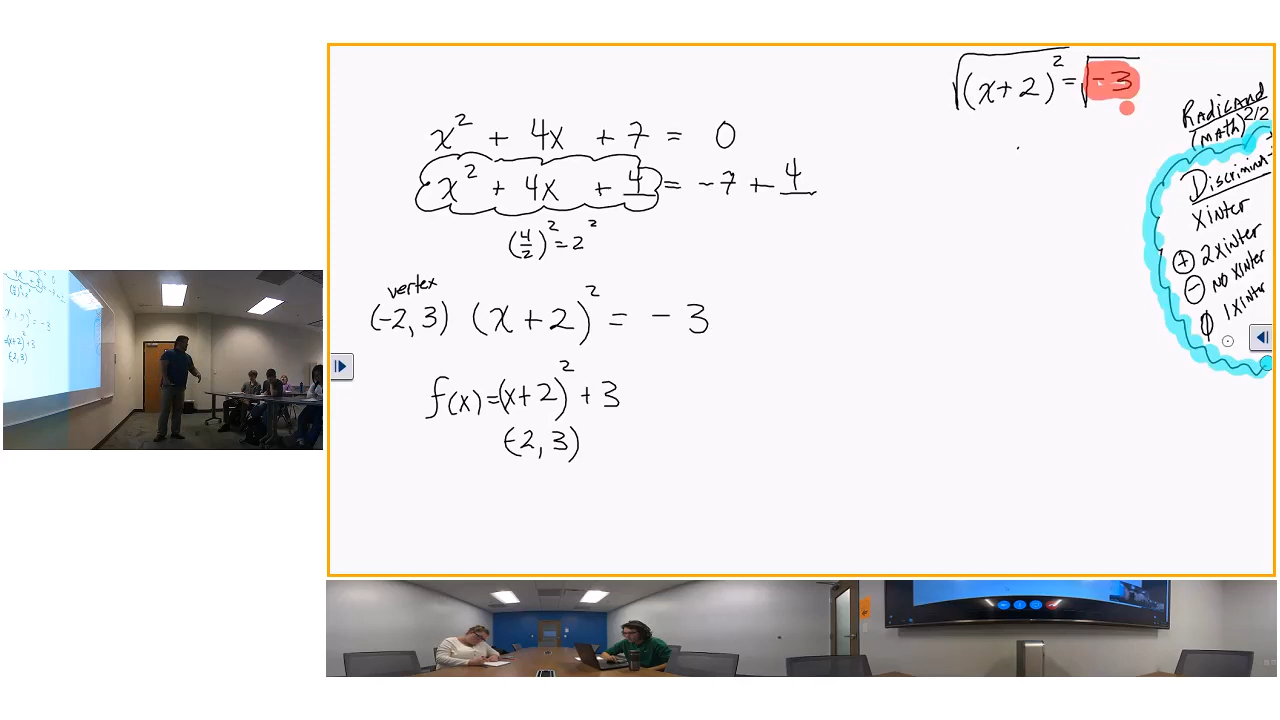 x² + 4x + 7 = 0
x² + 4x + 4 = -7 + 4
(4/2)² = 2²
vertex
(-2, 3) (x + 2)² = -3
f(x) = (x + 2)² + 3
(-2, 3)
√(x + 2)² = √-3
Radicand
(math)^2/2
Discrimin
x inter
⊕ 2 x inter
⊖ no x inter
0 1 x inter